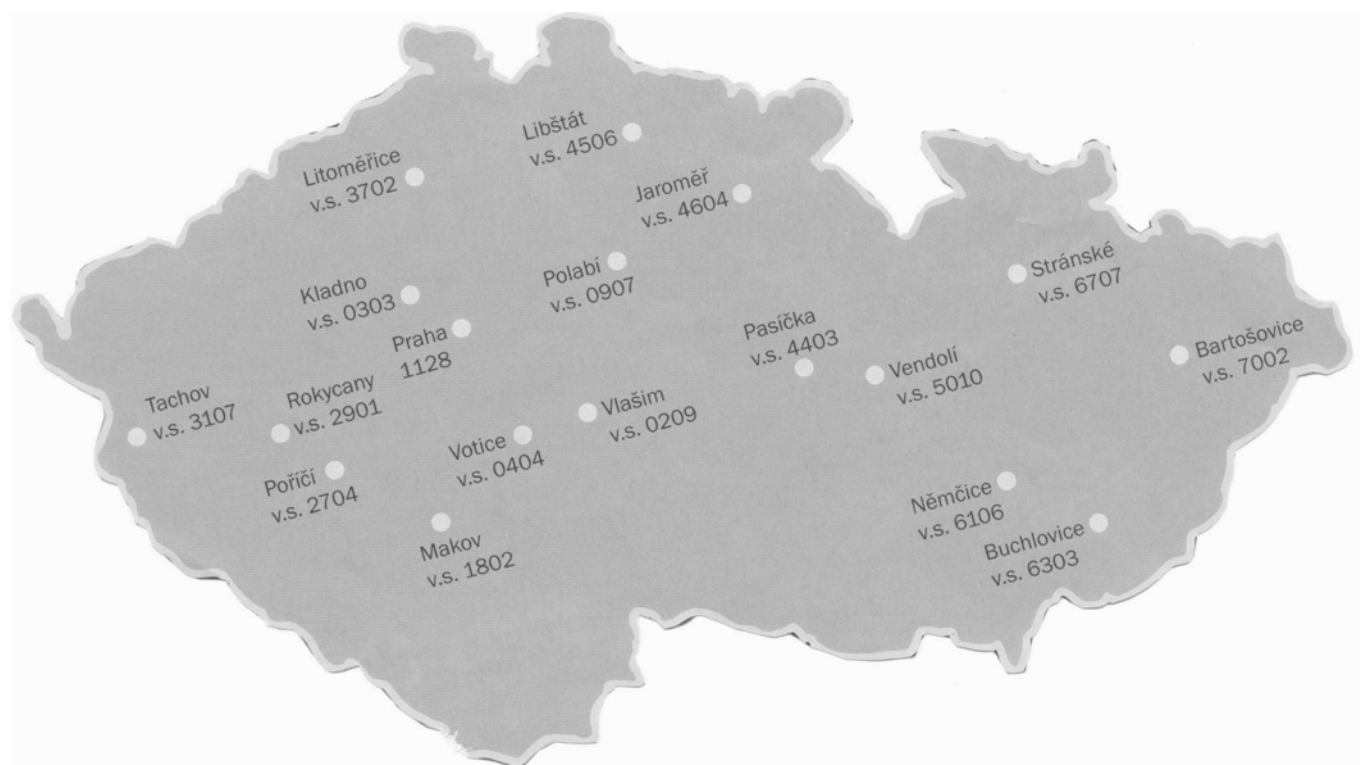 Libštát
v.s. 4506
Litoměřice
v.s. 3702
Jaroměř
v.s. 4604
Polabí
v.s. 0907
Stránské
v.s. 6707
Kladno
v.s. 0303
Praha
1128
Pasíčka
v.s. 4403
Vendolí
v.s. 5010
Bartošovice
v.s. 7002
Tachov
v.s. 3107
Rokycany
v.s. 2901
Vlašim
v.s. 0209
Votice
v.s. 0404
Poříčí
v.s. 2704
Němčice
v.s. 6106
Makov
v.s. 1802
Buchlovice
v.s. 6303